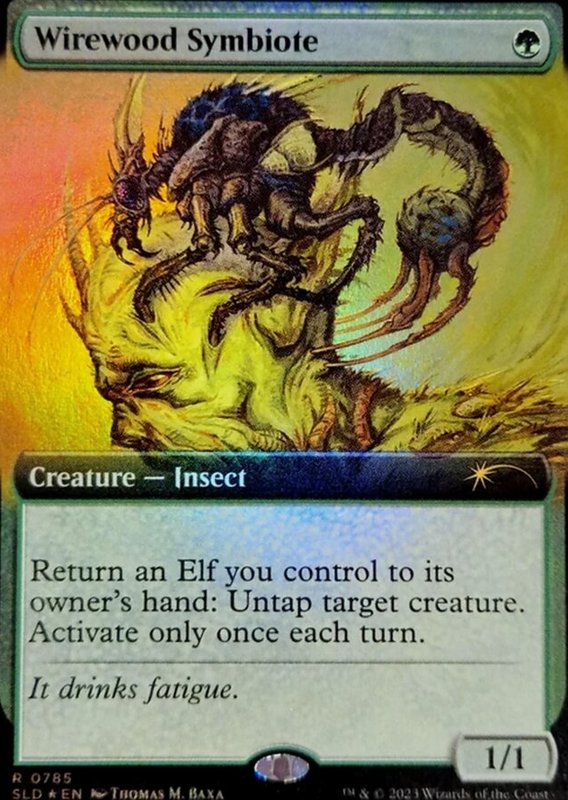 Wirewood Symbiote
Creature — Insect
Return an Elf you control to its
owner's hand: Untap target creature.
Activate only once each turn.
It drinks fatigue.
1/1
R 0785
SLD ★ EN Thomas M. Baxa
™ & © 2023 Wizards of the Coast